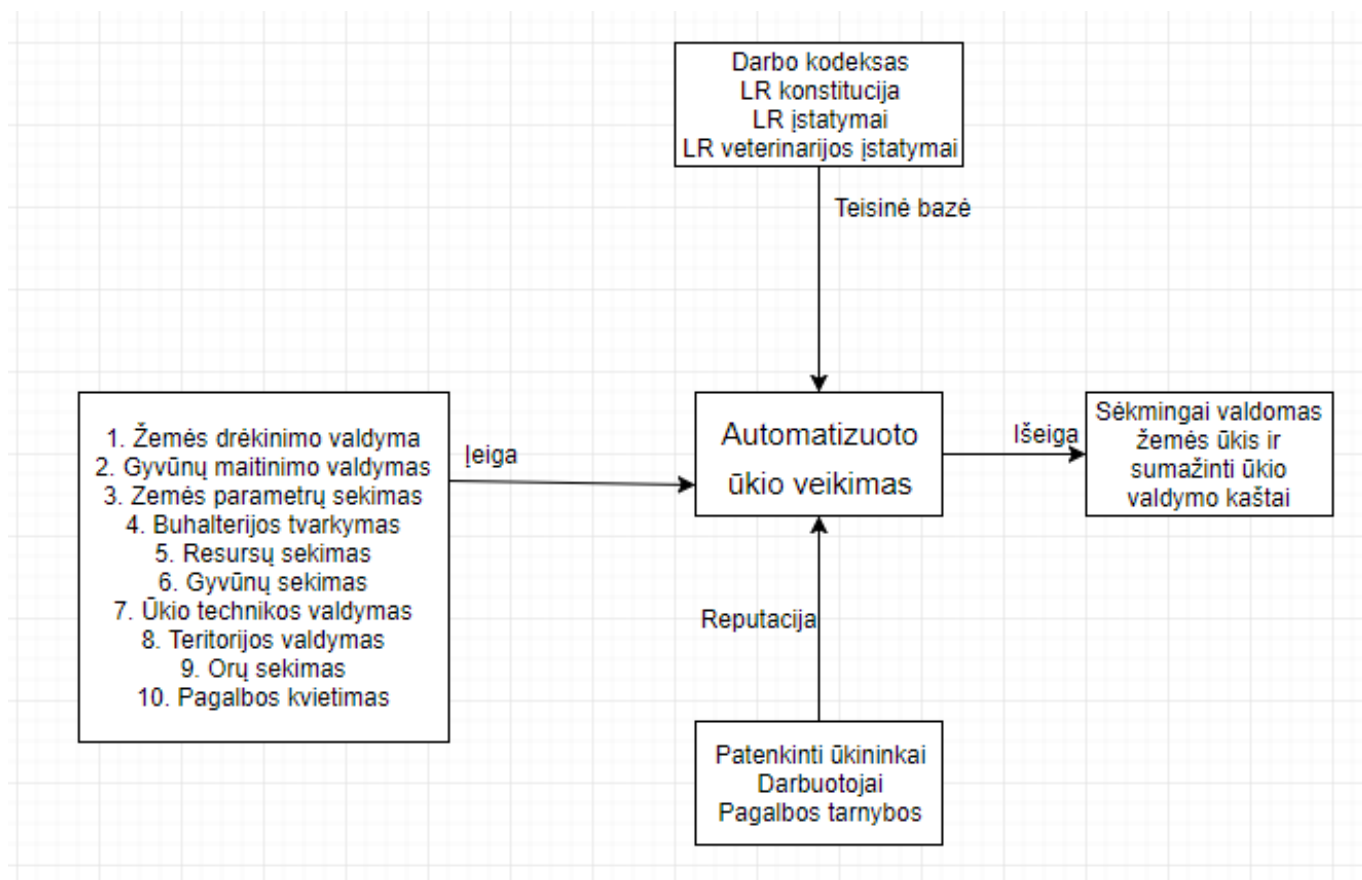 Darbo kodeksas
LR konstitucija
LR įstatymai
LR veterinarijos įstatymai
Teisinė bazė
1. Žemės drėkinimo valdyma
2. Gyvūnų maitinimo valdymas
3. Zemės parametrų sekimas
4. Buhalterijos tvarkymas
5. Resursų sekimas
6. Gyvūnų sekimas
7. Ūkio technikos valdymas
8. Teritorijos valdymas
9. Orų sekimas
10. Pagalbos kvietimas
Įeiga
Automatizuoto
ūkio veikimas
Išeiga
Sėkmingai valdomas
žemės ūkis ir
sumažinti ūkio
valdymo kaštai
Reputacija
Patenkinti ūkininkai
Darbuotojai
Pagalbos tarnybos